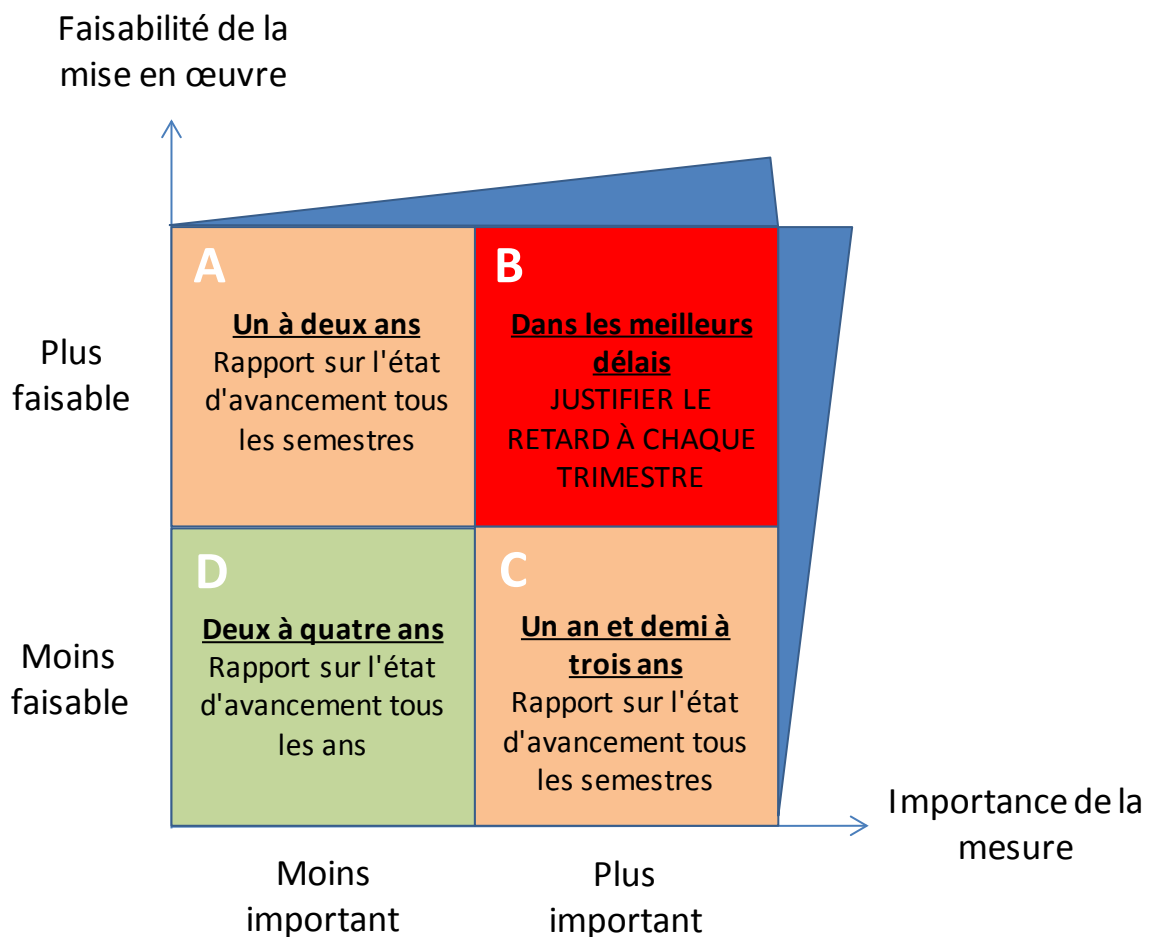 Faisabilité de la
mise en œuvre
Plus
faisable
A
Un à deux ans
Rapport sur l'état
d'avancement tous
les semestres
B
Dans les meilleurs
délais
JUSTIFIER LE
RETARD À CHAQUE
TRIMESTRE
Moins
faisable
D
Deux à quatre ans
Rapport sur l'état
d'avancement tous
les ans
C
Un an et demi à
trois ans
Rapport sur l'état
d'avancement tous
les semestres
Importance de la
mesure
Moins
important
Plus
important